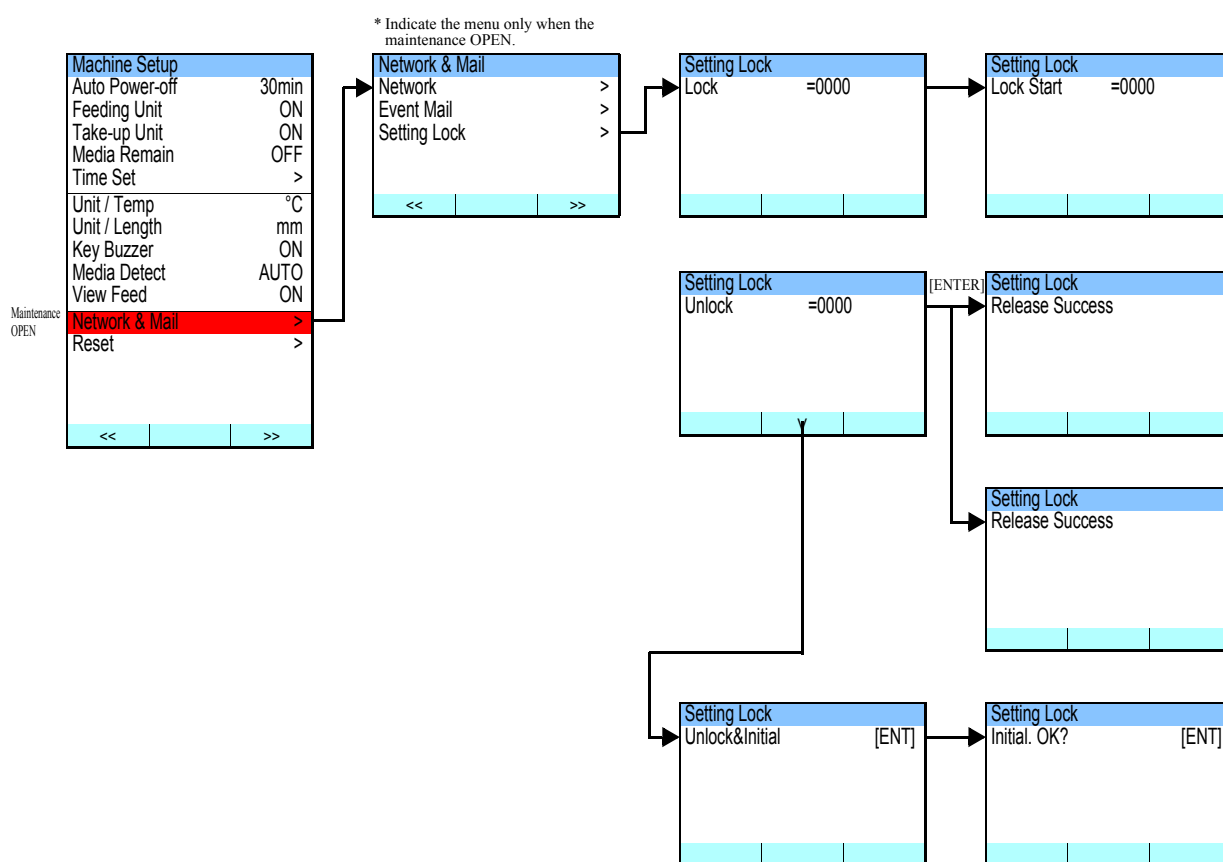 * Indicate the menu only when the
maintenance OPEN.
Machine Setup
Auto Power-off 30min
Feeding Unit ON
Take-up Unit ON
Media Remain OFF
Time Set >
Unit / Temp °C
Unit / Length mm
Key Buzzer ON
Media Detect AUTO
View Feed ON
Maintenance
OPEN
Network & Mail >
Reset >
<< >>
Network & Mail
Network >
Event Mail >
Setting Lock >
<< >>
Setting Lock
Lock =0000
Setting Lock
Lock Start =0000
Setting Lock
Unlock =0000
[ENTER]
Setting Lock
Release Success
Setting Lock
Release Success
Setting Lock
Unlock&Initial [ENT]
Setting Lock
Initial. OK? [ENT]